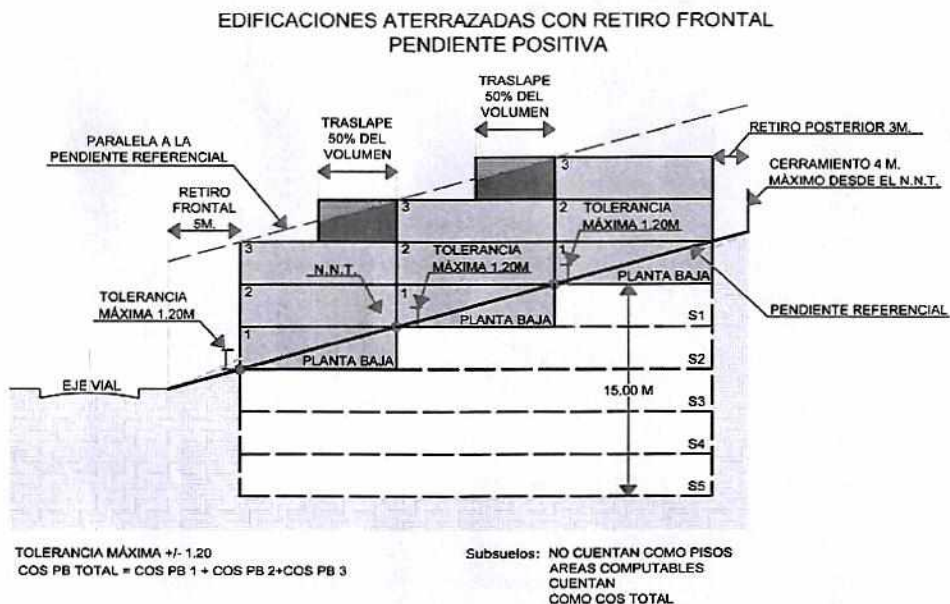 EDIFICACIONES ATERRAZADAS CON RETIRO FRONTAL
PENDIENTE POSITIVA
TRASLAPE
50% DEL
VOLUMEN
TRASLAPE
50% DEL
VOLUMEN
PARALELA A LA
PENDIENTE REFERENCIAL
RETIRO POSTERIOR 3M.
CERRAMIENTO 4 M.
MÁXIMO DESDE EL N.N.T.
RETIRO
FRONTAL
5M.
3
3
2
TOLERANCIA
MÁXIMA 1.20M
3
N.N.T.
2
TOLERANCIA
MÁXIMA 1.20M
1
PLANTA BAJA
PENDIENTE REFERENCIAL
TOLERANCIA
MÁXIMA 1.20M
2
1
PLANTA BAJA
S1
1
PLANTA BAJA
S2
EJE VIAL
15,00 M
S3
S4
S5
TOLERANCIA MÁXIMA +/- 1.20
COS PB TOTAL = COS PB 1 + COS PB 2+COS PB 3
Subsuelos: NO CUENTAN COMO PISOS
AREAS COMPUTABLES
CUENTAN
COMO COS TOTAL